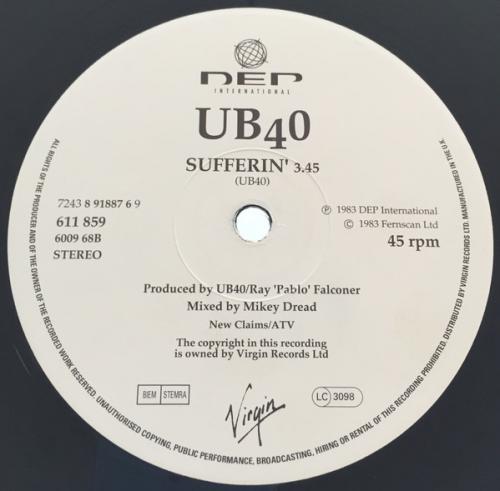 DEP
INTERNATIONAL
UB40
SUFFERIN' 3.45
(UB40)
7243 8 91887 6 9
611 859
6009 68B
STEREO
℗ 1983 DEP International
© 1983 Fernscan Ltd
45 rpm
Produced by UB40/Ray 'Pablo' Falconer
Mixed by Mikey Dread
New Claims/ATV
The copyright in this recording
is owned by Virgin Records Ltd
BIEM STEMRA
Virgin
LC 3098
ALL RIGHTS OF THE PRODUCER AND OF THE OWNER OF THE RECORDED WORK RESERVED. UNAUTHORISED COPYING, PUBLIC PERFORMANCE, BROADCASTING, HIRING OR RENTAL OF THIS RECORDING PROHIBITED. DISTRIBUTED BY VIRGIN RECORDS LTD. MANUFACTURED IN THE U.K.